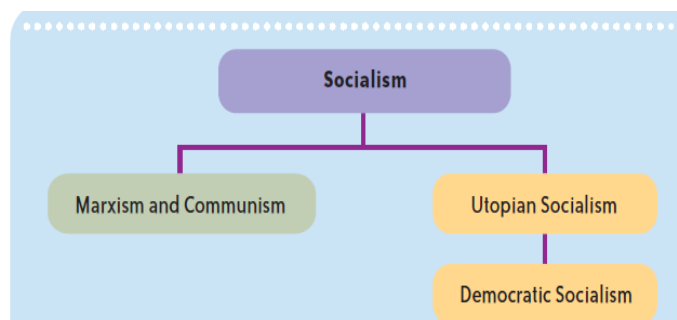 Socialism
Marxism and Communism
Utopian Socialism
Democratic Socialism